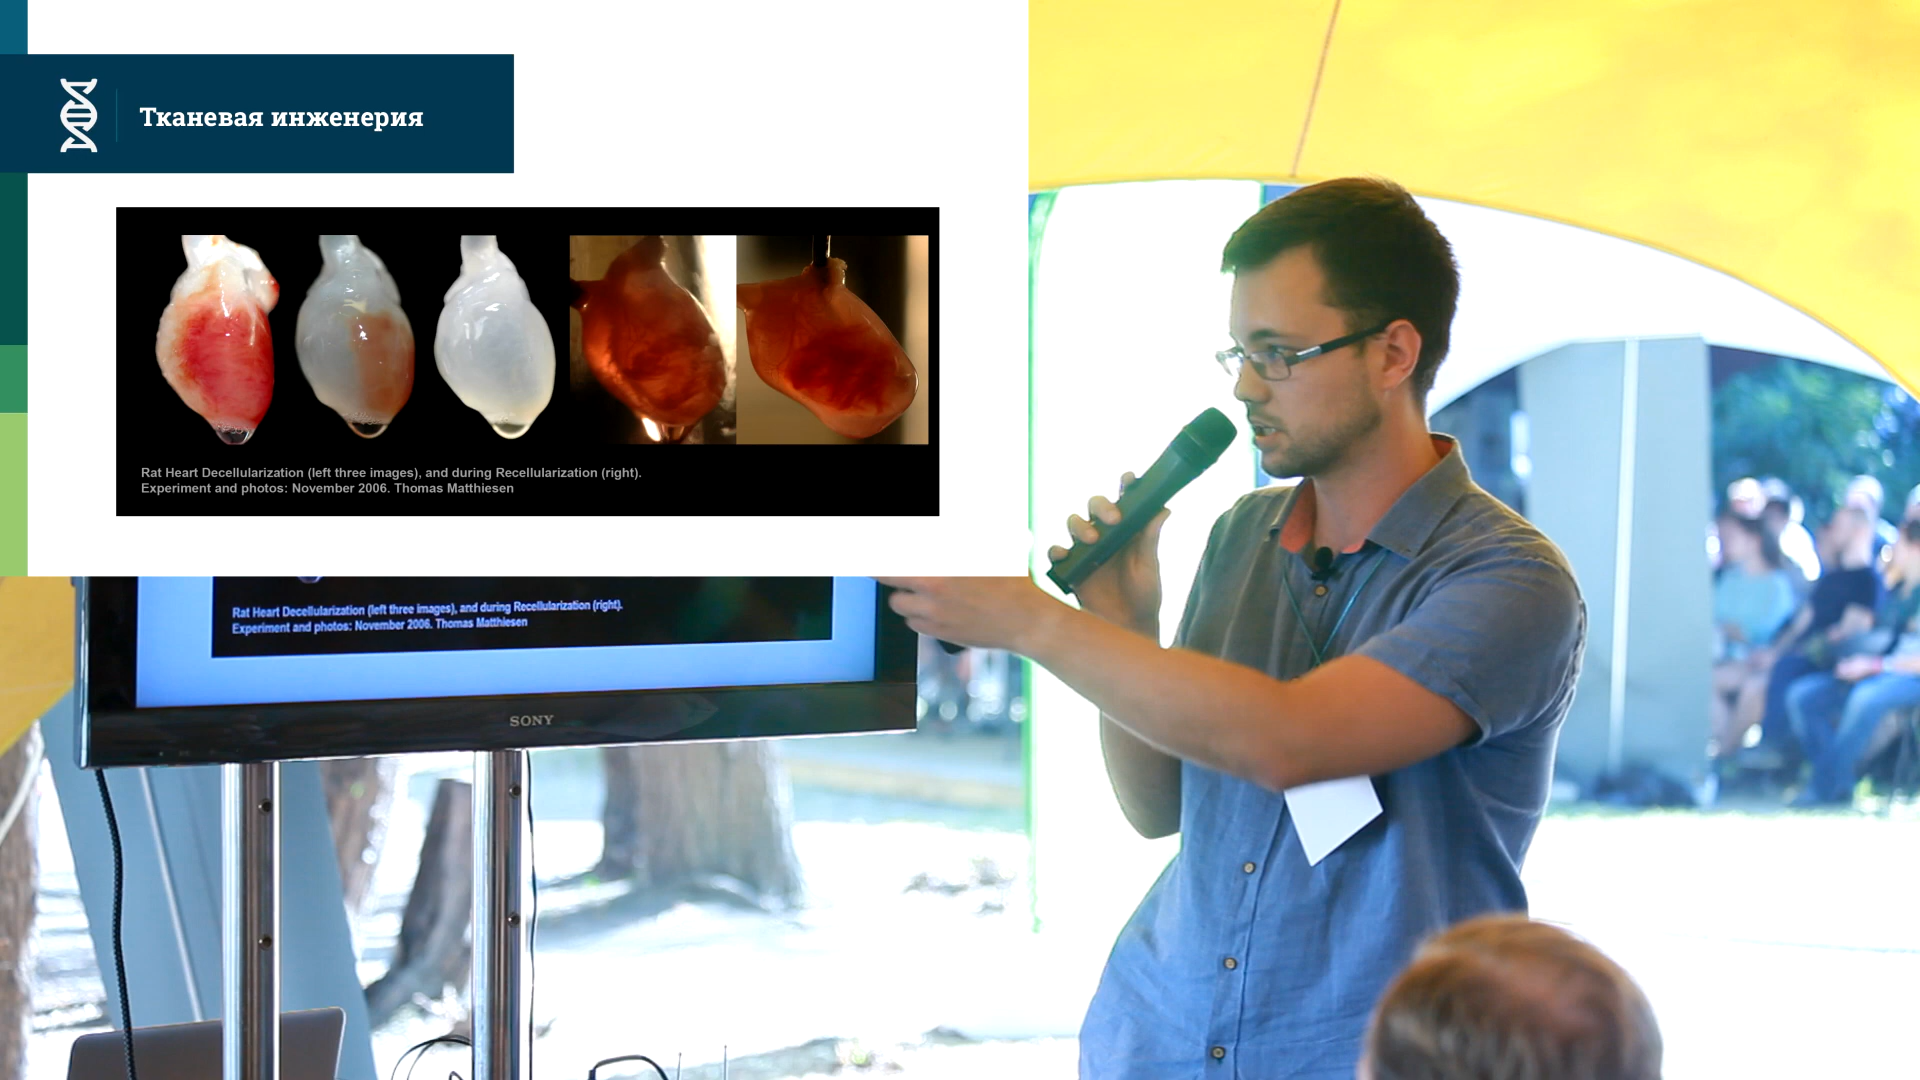 Тканевая инженерия
Rat Heart Decellularization (left three images), and during Recellularization (right).
Experiment and photos: November 2006. Thomas Matthiesen
Rat Heart Decellularization (left three images), and during Recellularization (right).
Experiment and photos: November 2006. Thomas Matthiesen
SONY